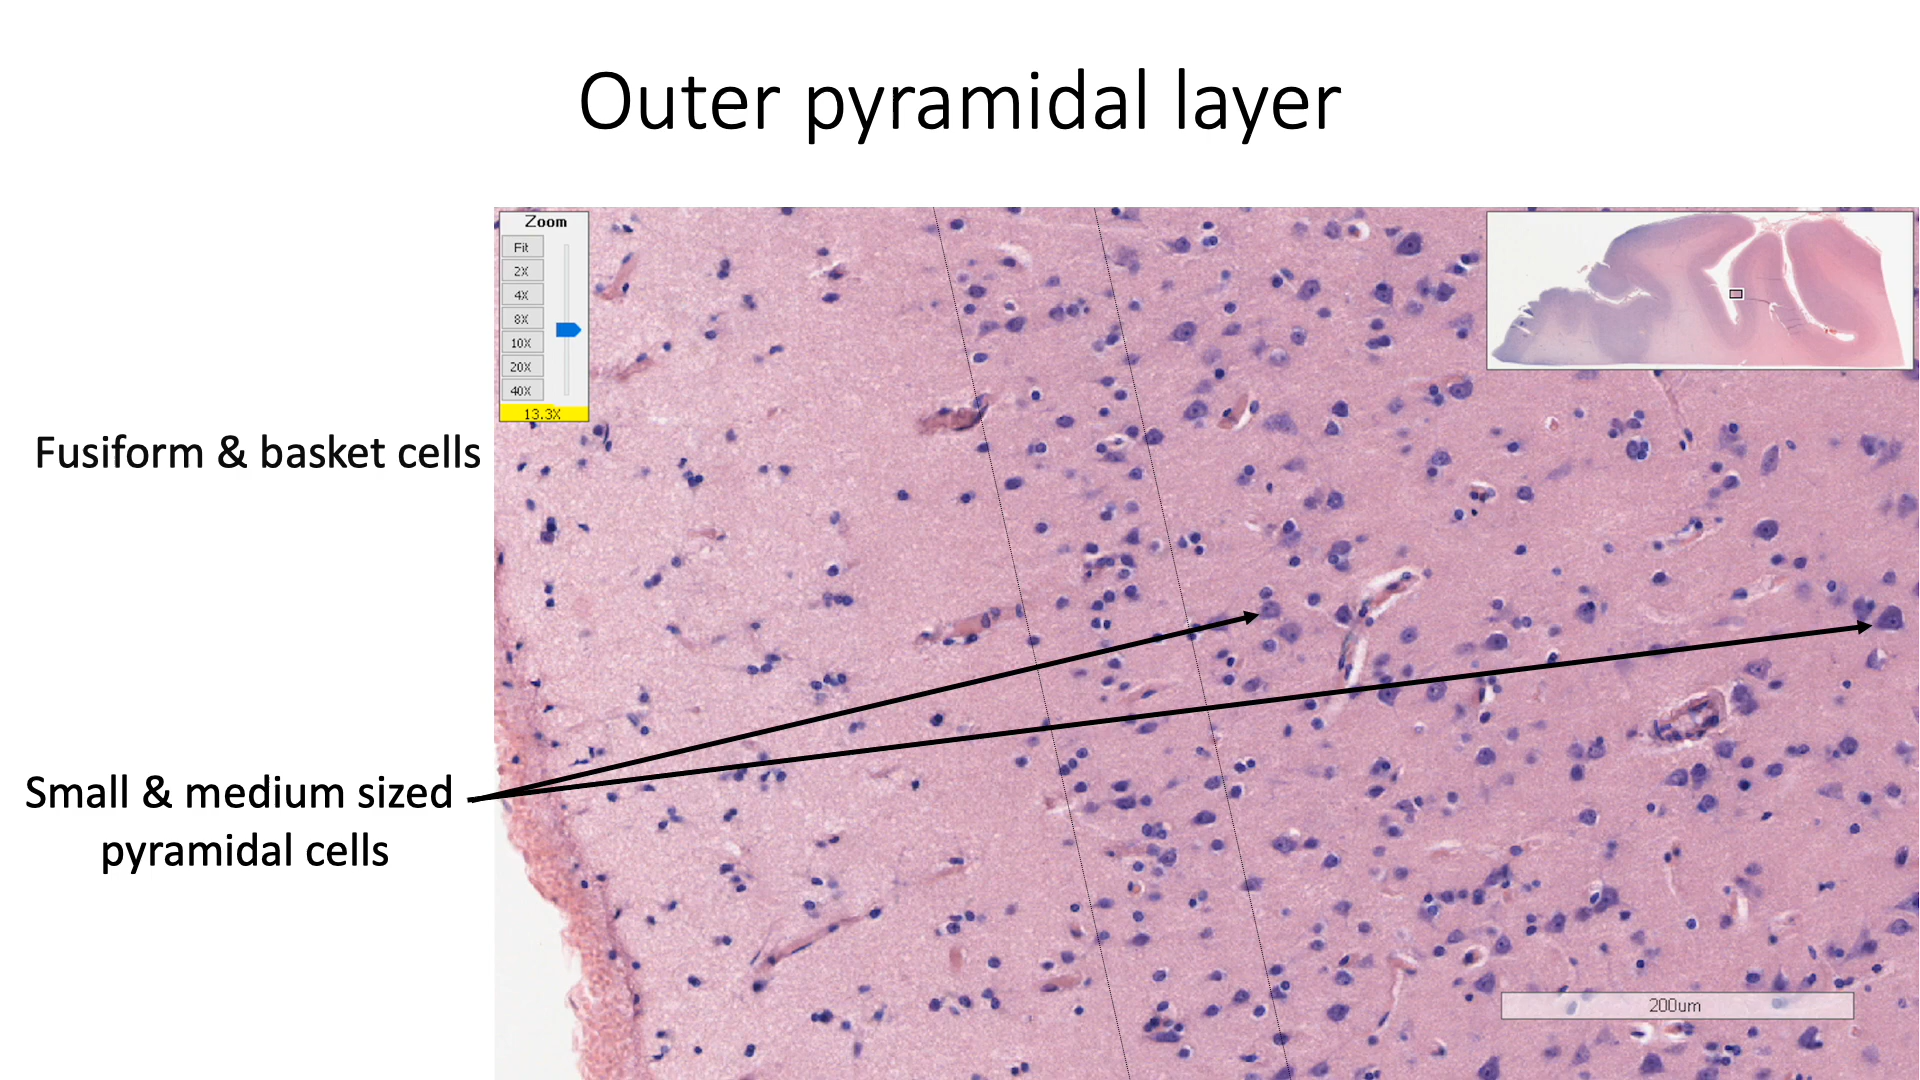 Outer pyramidal layer
Zoom
Fit
2X
4X
8X
10X
20X
40X
13.3X
Fusiform & basket cells
Small & medium sized
pyramidal cells
200um